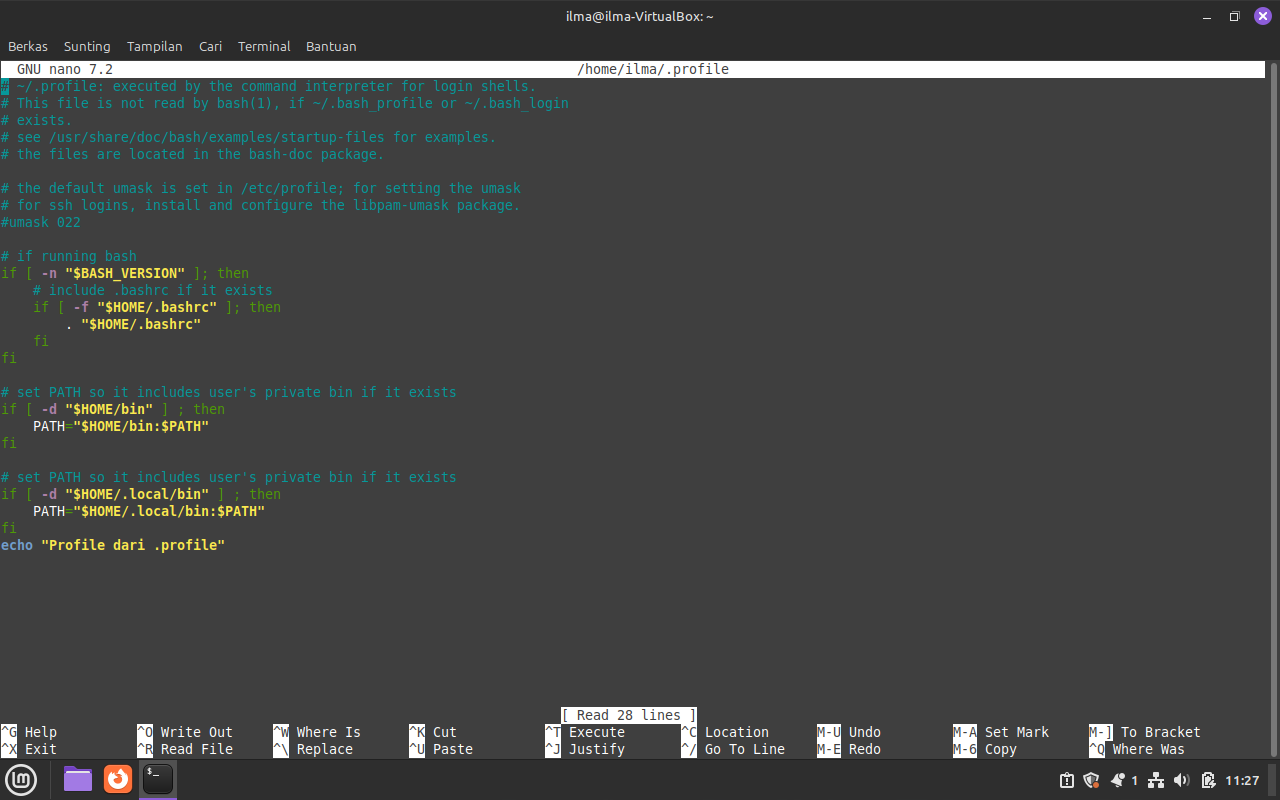 ilma@ilma-VirtualBox: ~
Berkas Sunting Tampilan Cari Terminal Bantuan
GNU nano 7.2 /home/ilma/.profile
# ~/.profile: executed by the command interpreter for login shells.
# This file is not read by bash(1), if ~/.bash_profile or ~/.bash_login
# exists.
# see /usr/share/doc/bash/examples/startup-files for examples.
# the files are located in the bash-doc package.

# the default umask is set in /etc/profile; for setting the umask
# for ssh logins, install and configure the libpam-umask package.
#umask 022

# if running bash
if [ -n "$BASH_VERSION" ]; then
    # include .bashrc if it exists
    if [ -f "$HOME/.bashrc" ]; then
        . "$HOME/.bashrc"
    fi
fi

# set PATH so it includes user's private bin if it exists
if [ -d "$HOME/bin" ] ; then
    PATH="$HOME/bin:$PATH"
fi

# set PATH so it includes user's private bin if it exists
if [ -d "$HOME/.local/bin" ] ; then
    PATH="$HOME/.local/bin:$PATH"
fi
echo "Profile dari .profile"
[ Read 28 lines ]
^G Help ^O Write Out ^W Where Is ^K Cut ^T Execute ^C Location M-U Undo M-A Set Mark M-] To Bracket
^X Exit ^R Read File ^\ Replace ^U Paste ^J Justify ^/ Go To Line M-E Redo M-6 Copy ^Q Where Was
lm $_ 1 11:27